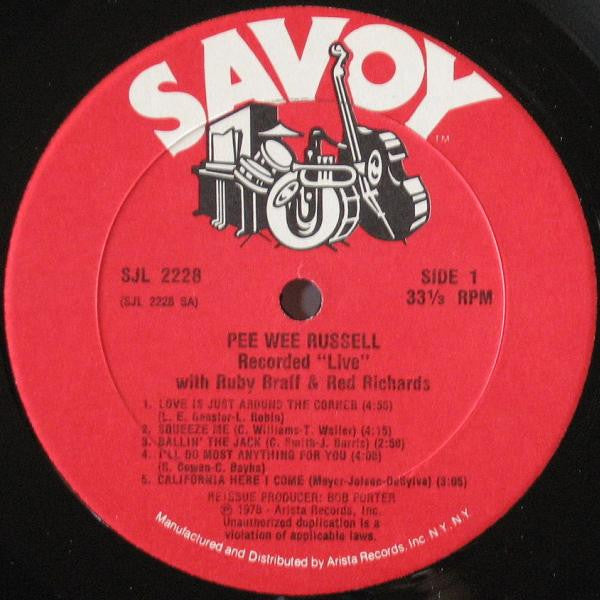 SAVOY
TM
SJL 2228
SIDE 1
(SJL 2228 SA)
33⅓ RPM
PEE WEE RUSSELL
Recorded "Live"
with Ruby Braff & Red Richards
1. LOVE IS JUST AROUND THE CORNER (4:55)
(L. E. Gensler-L. Robin)
2. SQUEEZE ME (C. Williams-T. Waller) (4:15)
3. BALLIN' THE JACK (C. Smith-J. Burris) (2:56)
4. I'LL DO MOST ANYTHING FOR YOU (4:08)
5. CALIFORNIA HERE I COME (Meyer-Jolson-DeSylva) (3:05)
REISSUE PRODUCER: BOB PORTER
℗ 1978 - Arista Records, Inc.
Unauthorized duplication is a
violation of applicable laws.
Manufactured and Distributed by Arista Records, Inc. N.Y., N.Y.